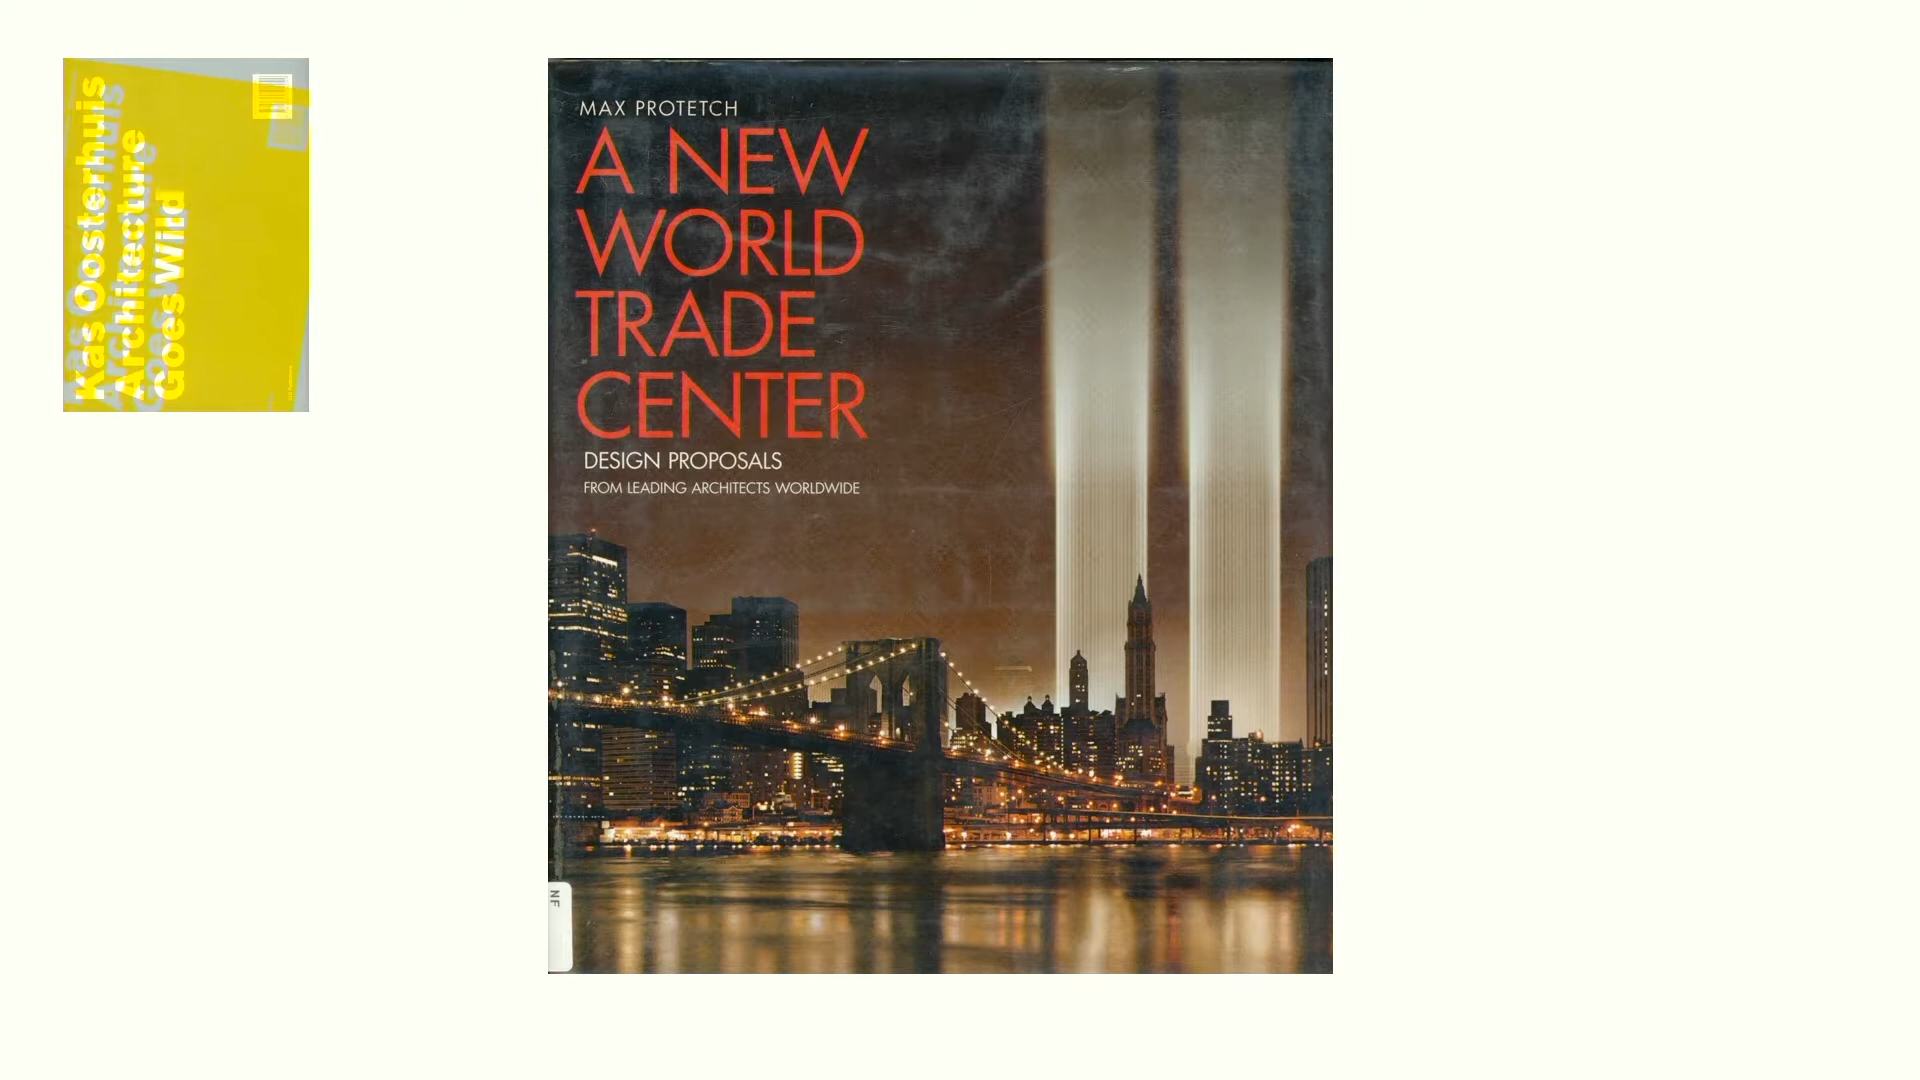 Kas Oosterhuis
Architecture
Goes Wild
MAX PROTETCH
A NEW
WORLD
TRADE
CENTER
DESIGN PROPOSALS
FROM LEADING ARCHITECTS WORLDWIDE
NF